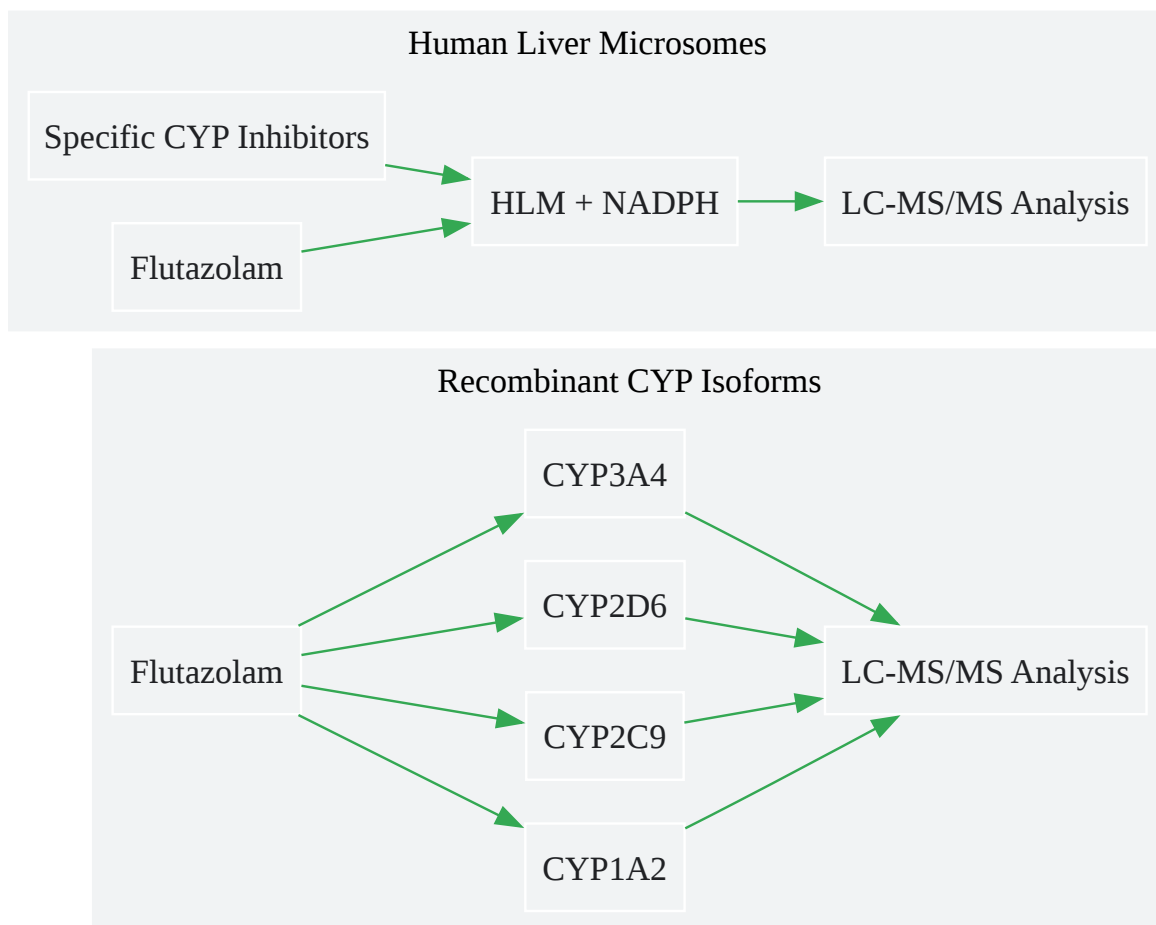 Human Liver Microsomes
Specific CYP Inhibitors
Flutazolam
HLM + NADPH
LC-MS/MS Analysis
Recombinant CYP Isoforms
Flutazolam
CYP3A4
CYP2D6
CYP2C9
CYP1A2
LC-MS/MS Analysis